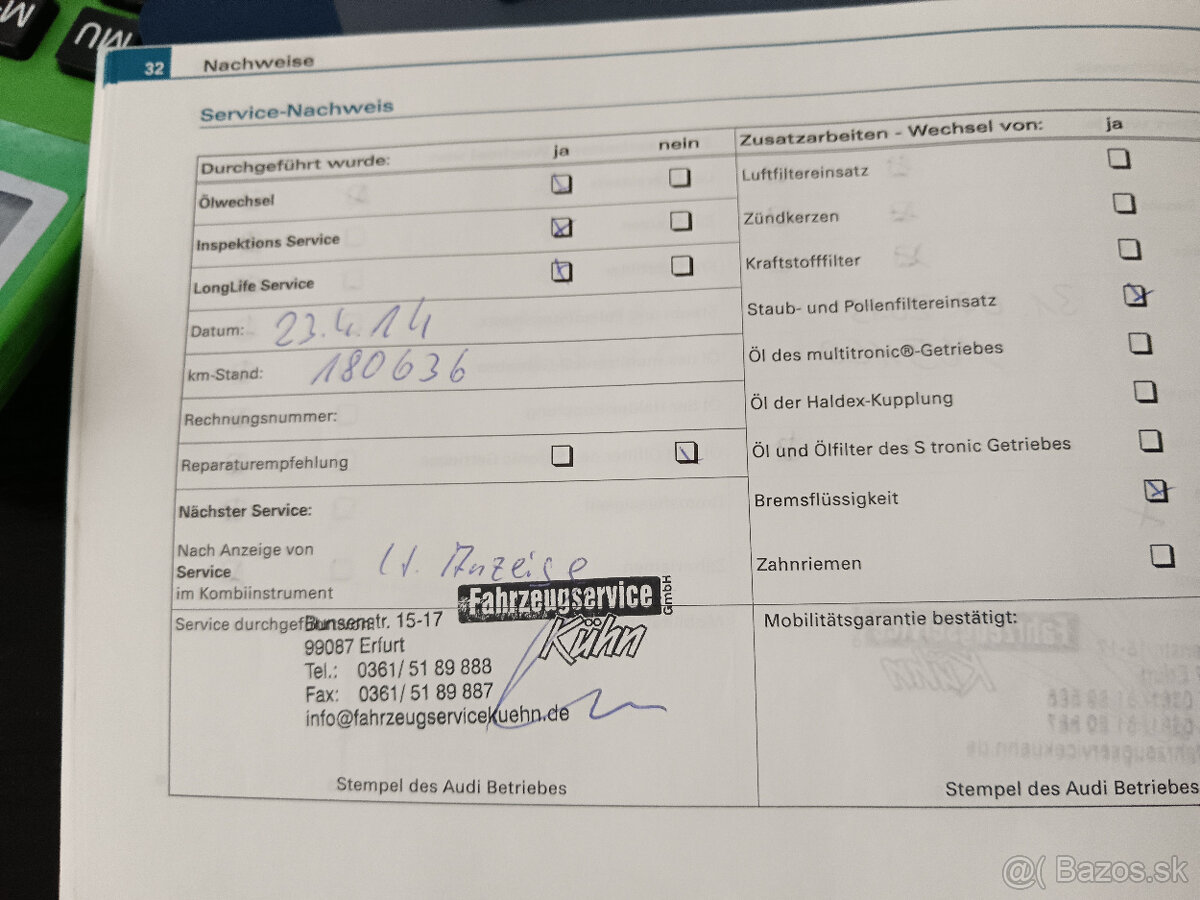 MU
32 Nachweise
Service-Nachweis
Durchgeführt wurde: ja nein
Ölwechsel
Inspektions Service
LongLife Service
Datum: 23.4.14
km-Stand: 180636
Rechnungsnummer:
Reparaturempfehlung
Nächster Service:
Nach Anzeige von
Service
im Kombiinstrument
lt. Anzeige
Zusatzarbeiten - Wechsel von: ja
Luftfiltereinsatz
Zündkerzen
Kraftstofffilter
Staub- und Pollenfiltereinsatz
Öl des multitronic®-Getriebes
Öl der Haldex-Kupplung
Öl und Ölfilter des S tronic Getriebes
Bremsflüssigkeit
Zahnriemen
Service durchgeführt von:
Fahrzeugservice GmbH
Kühn
Bunsenstr. 15-17
99087 Erfurt
Tel.: 0361/ 51 89 888
Fax: 0361/ 51 89 887
info@fahrzeugservicekuehn.de
Stempel des Audi Betriebes
Mobilitätsgarantie bestätigt:
Stempel des Audi Betriebes
@( Bazos.sk